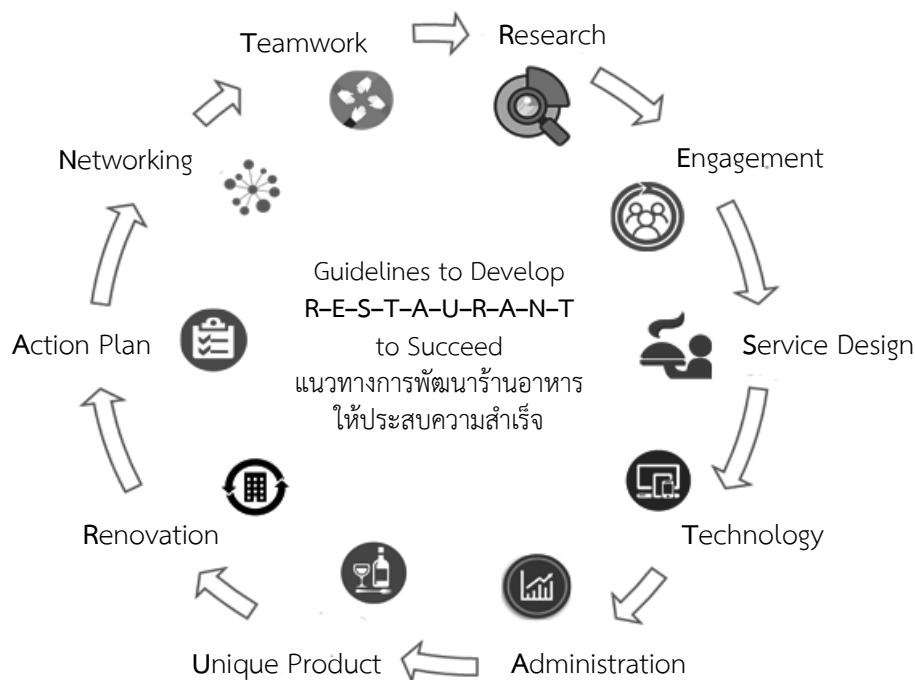 Teamwork
Research
Networking
Engagement
Guidelines to Develop
R–E–S–T–A–U–R–A–N–T
to Succeed
แนวทางการพัฒนาร้านอาหาร
ให้ประสบความสำเร็จ
Action Plan
Service Design
Renovation
Technology
Unique Product
Administration